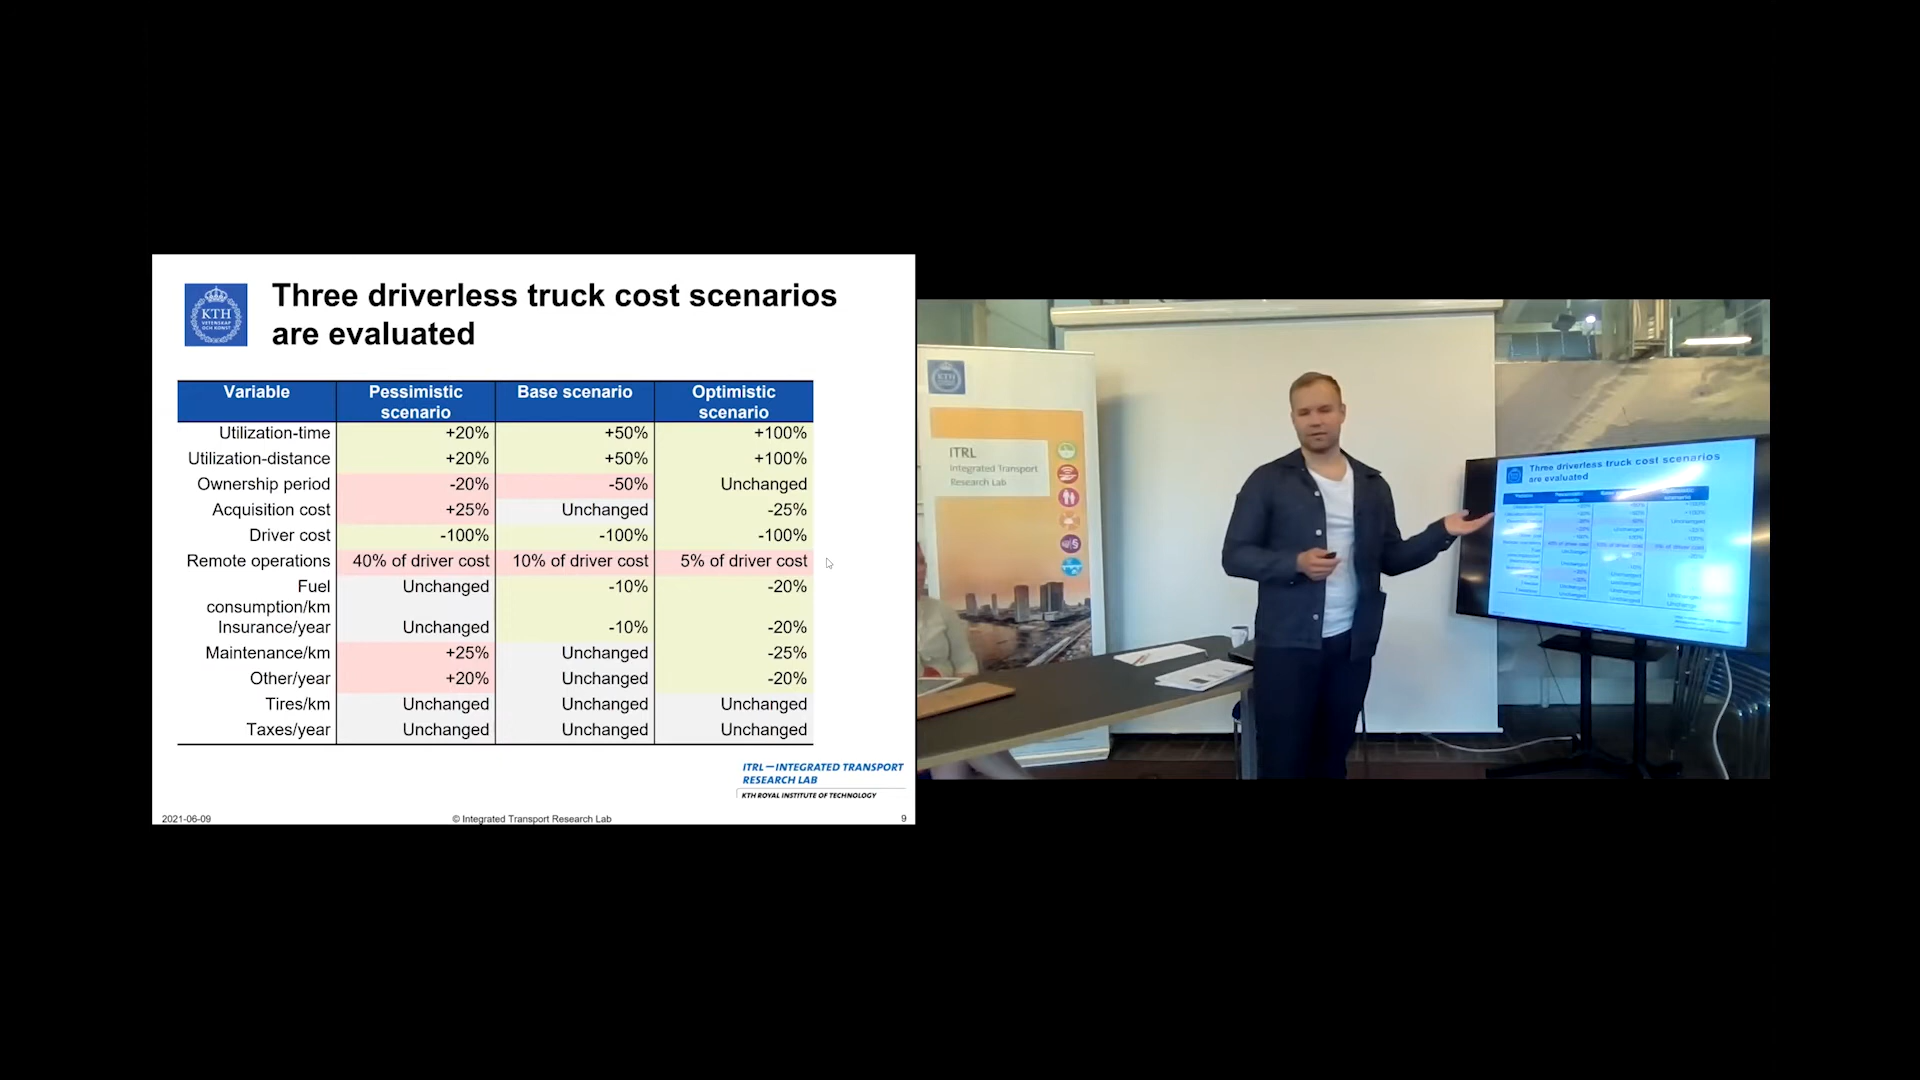 KTH
VETENSKAP
OCH KONST
Three driverless truck cost scenarios
are evaluated
Variable Pessimistic scenario Base scenario Optimistic scenario
Utilization-time +20% +50% +100%
Utilization-distance +20% +50% +100%
Ownership period -20% -50% Unchanged
Acquisition cost +25% Unchanged -25%
Driver cost -100% -100% -100%
Remote operations 40% of driver cost 10% of driver cost 5% of driver cost
Fuel consumption/km Unchanged -10% -20%
Insurance/year Unchanged -10% -20%
Maintenance/km +25% Unchanged -25%
Other/year +20% Unchanged -20%
Tires/km Unchanged Unchanged Unchanged
Taxes/year Unchanged Unchanged Unchanged
ITRL—INTEGRATED TRANSPORT
RESEARCH LAB
KTH ROYAL INSTITUTE OF TECHNOLOGY
2021-06-09 © Integrated Transport Research Lab 9
KTH
ITRL
Integrated Transport
Research Lab
Three driverless truck cost scenarios
are evaluated